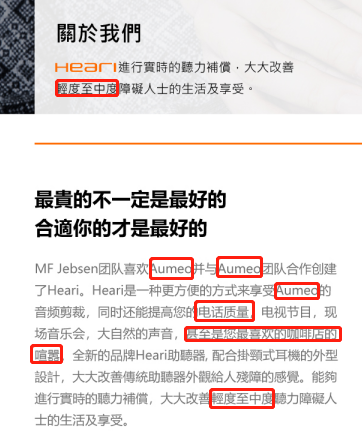 關於我們
Heari進行實時的聽力補償，大大改善
輕度至中度障礙人士的生活及享受。
最貴的不一定是最好的
合適你的才是最好的
MF Jebsen团队喜欢Aumeo并与Aumeo团队合作创建
了Heari。Heari是一种更方便的方式来享受Aumeo的
音频剪裁，同时还能提高您的电话质量，电视节目，现
场音乐会，大自然的声音，甚至是您最喜欢的咖啡店的
喧嚣。全新的品牌Heari助聽器, 配合掛頸式耳機的外型
設計，大大改善傳統助聽器外觀給人殘障的感覺。能夠
進行實時的聽力補償，大大改善輕度至中度聽力障礙人
士的生活及享受。